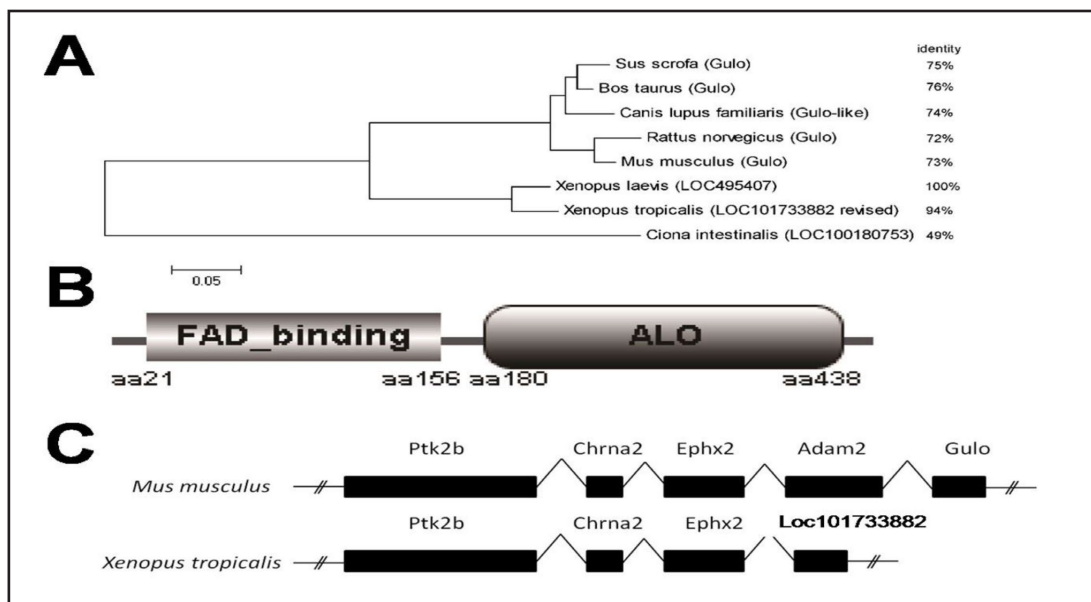 A
identity
Sus scrofa (Gulo) 75%
Bos taurus (Gulo) 76%
Canis lupus familiaris (Gulo-like) 74%
Rattus norvegicus (Gulo) 72%
Mus musculus (Gulo) 73%
Xenopus laevis (LOC495407) 100%
Xenopus tropicalis (LOC101733882 revised) 94%
Ciona intestinalis (LOC100180753) 49%
0.05
B
FAD_binding ALO
aa21 aa156 aa180 aa438
C
Ptk2b Chrna2 Ephx2 Adam2 Gulo
Mus musculus
Ptk2b Chrna2 Ephx2 Loc101733882
Xenopus tropicalis